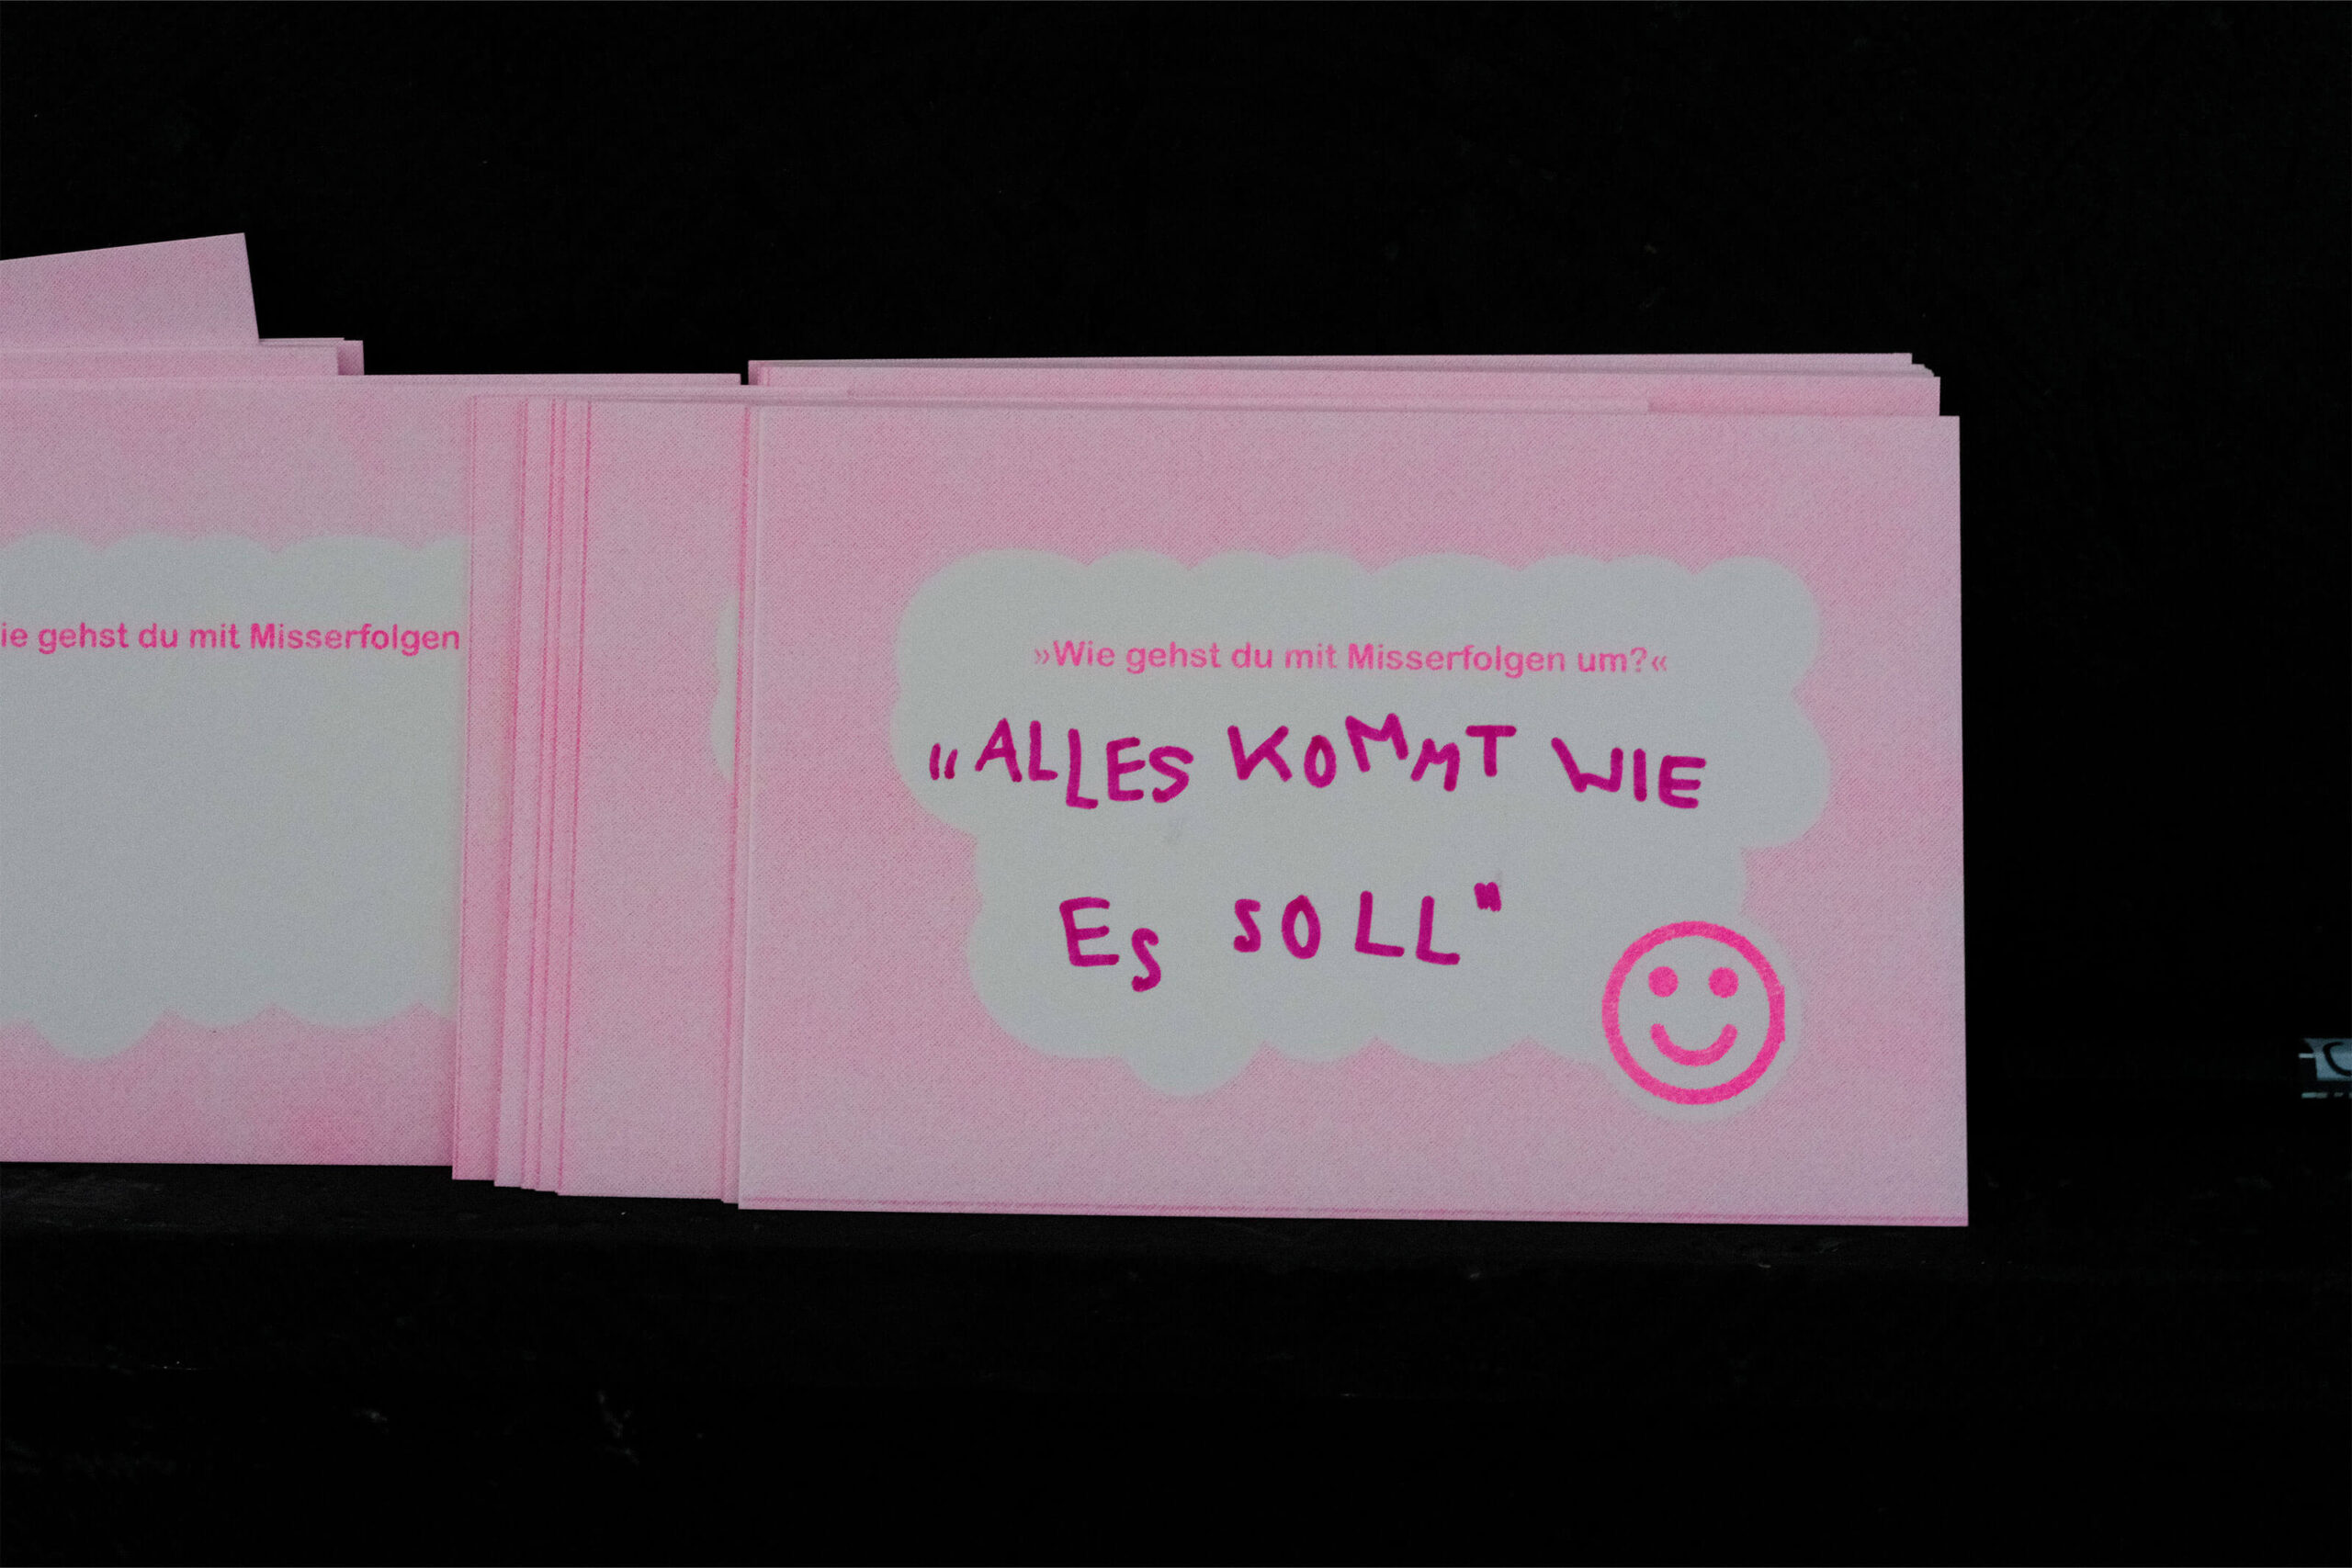 ie gehst du mit Misserfolgen
»Wie gehst du mit Misserfolgen um?«
"ALLES KOMMT WIE
ES SOLL"